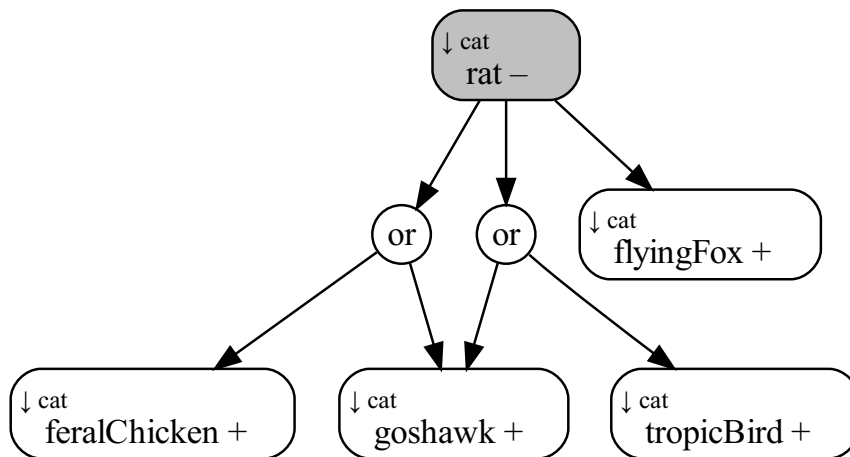 ↓ cat
rat –
or
or
↓ cat
flyingFox +
↓ cat
feralChicken +
↓ cat
goshawk +
↓ cat
tropicBird +